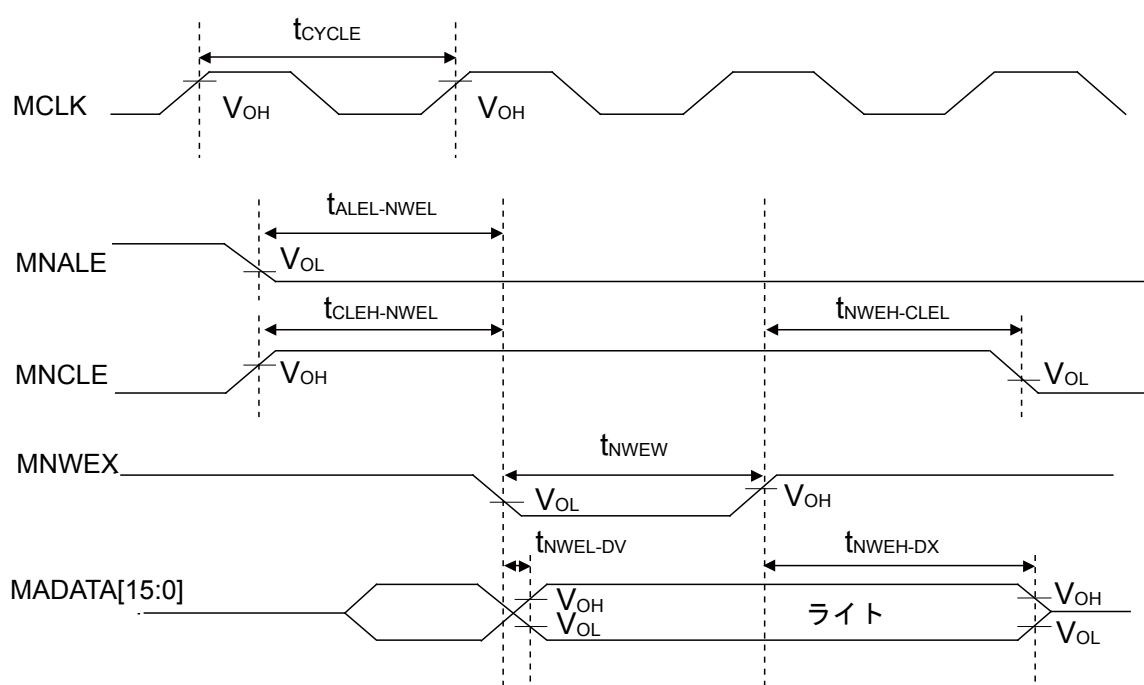 tCYCLE
MCLK
VOH
VOH
tALEL-NWEL
MNALE
VOL
tCLEH-NWEL
tNWEH-CLEL
MNCLE
VOH
VOL
MNWEX
tNWEW
VOL
VOH
tNWEL-DV
tNWEH-DX
MADATA[15:0]
VOH
VOL
ライト
VOH
VOL